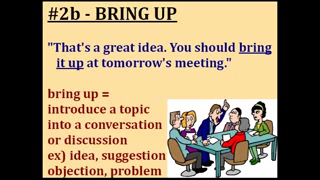 #2b - BRING UP
"That's a great idea. You should bring
it up at tomorrow's meeting."
bring up =
introduce a topic
into a conversation
or discussion
ex) idea, suggestion
objection, problem